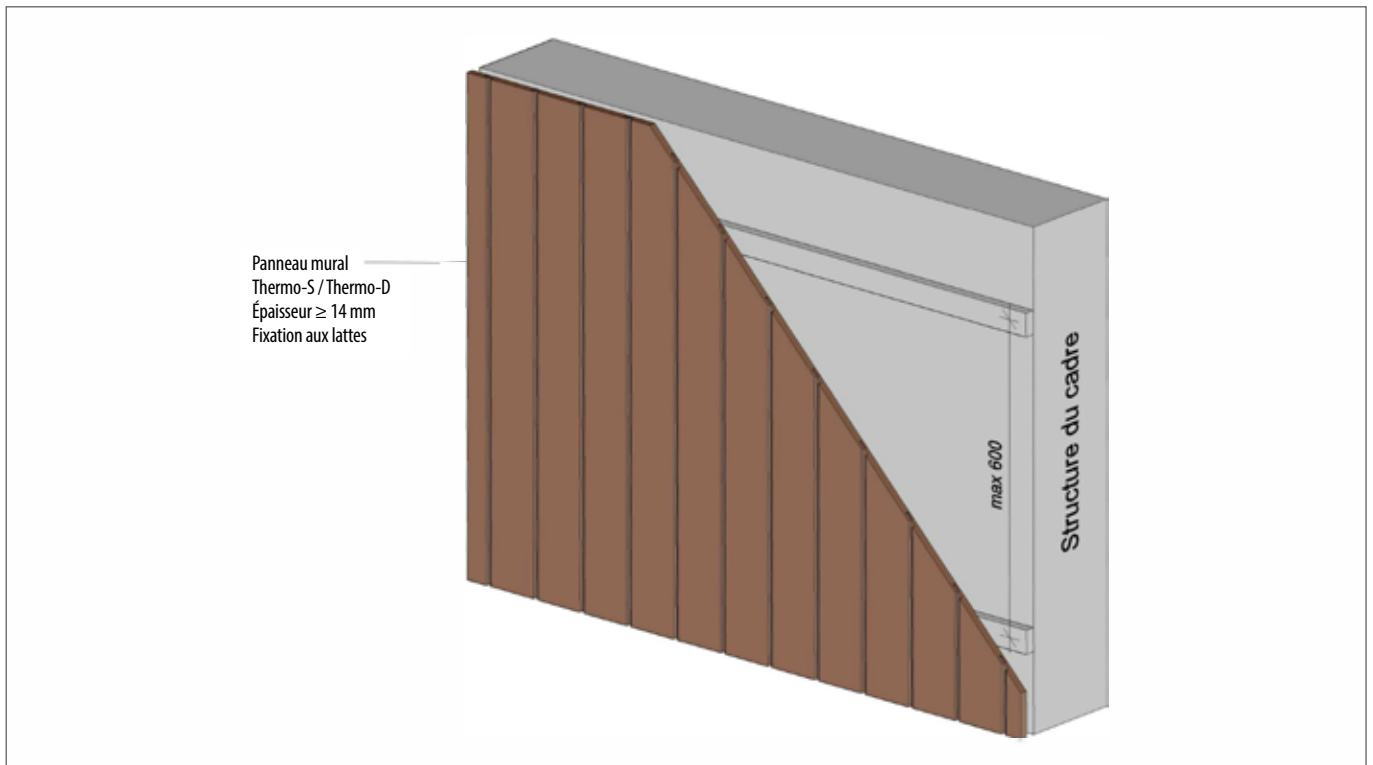 Panneau mural
Thermo-S / Thermo-D
Épaisseur ≥ 14 mm
Fixation aux lattes
max 600
Structure du cadre